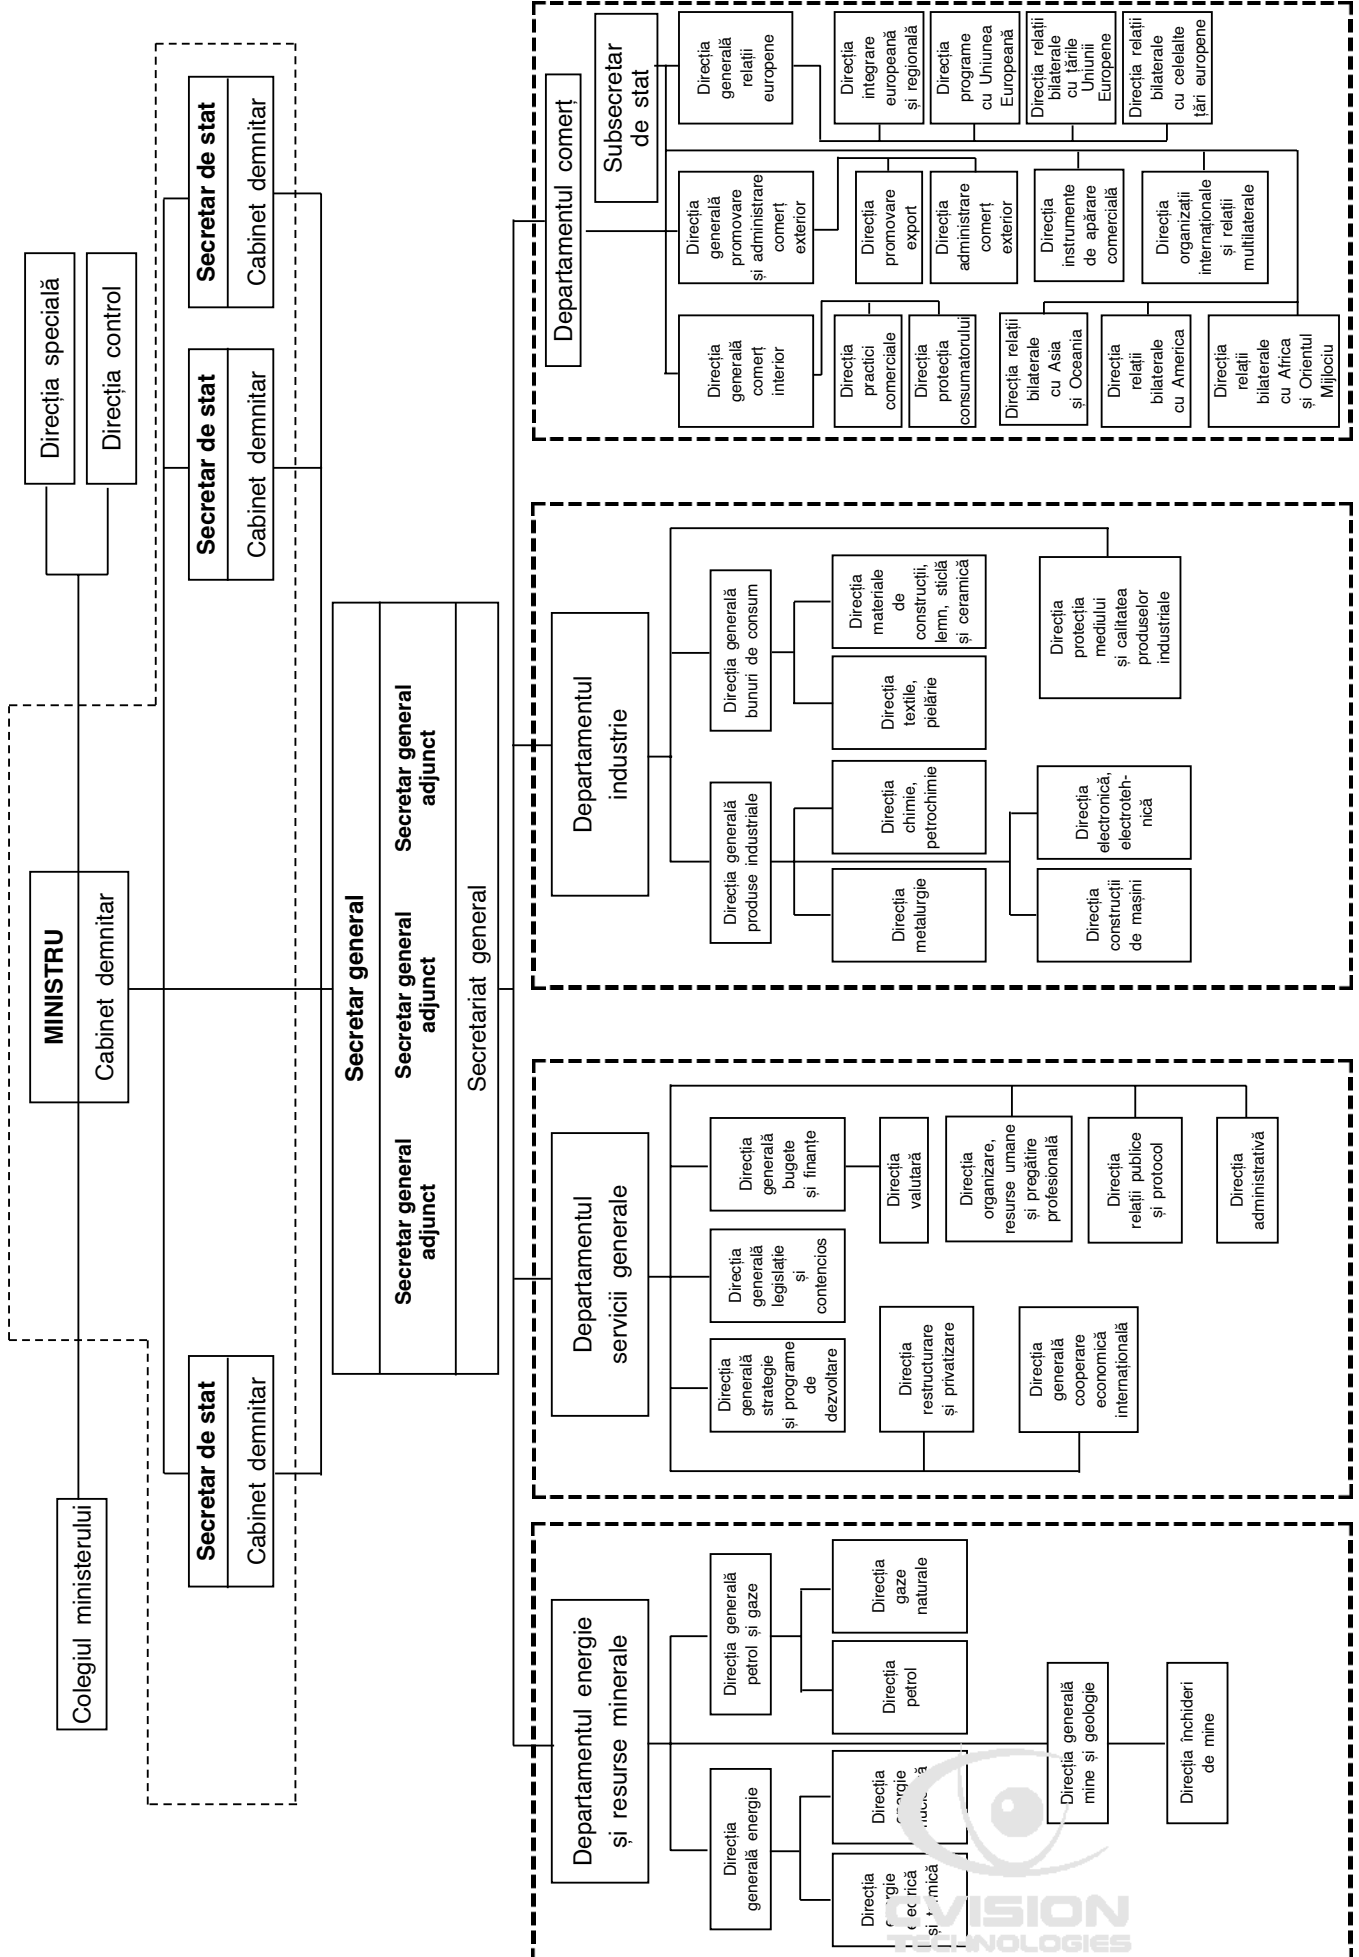 MINISTRU
Cabinet demnitar
Colegiul ministerului
Direcția specială
Direcția control
Secretar de stat
Cabinet demnitar
Secretar de stat
Cabinet demnitar
Secretar de stat
Cabinet demnitar
Secretar general
Secretar general
adjunct
Secretar general
adjunct
Secretar general
adjunct
Secretariat general
Departamentul energie
și resurse minerale
Direcția
generală energie
Direcția generală
petrol și gaze
Direcția
Direcția
Direcția
petrol
Direcția
gaze
naturale
Direcția generală
mine și geologie
Direcția închideri
de mine
Departamentul
servicii generale
Direcția
generală
strategie
și programe
de
dezvoltare
Direcția
generală
legislație
și
contencios
Direcția
generală
bugete
și finanțe
Direcția
valutară
Direcția
restructurare
și privatizare
Direcția
organizare,
resurse umane
și pregătire
profesională
Direcția
generală
cooperare
economică
internațională
Direcția
relații publice
și protocol
Direcția
administrativă
Departamentul
industrie
Direcția generală
produse industriale
Direcția generală
bunuri de consum
Direcția
metalurgie
Direcția
chimie,
petrochimie
Direcția
textile,
pielărie
Direcția
materiale
de
construcții,
lemn, sticlă
și ceramică
Direcția
construcții
de mașini
Direcția
electronică,
electroteh-
nică
Direcția
protecția
mediului
și calitatea
produselor
industriale
Departamentul comerț
Subsecretar
de stat
Direcția
generală
comerț
interior
Direcția
generală
promovare
și administrare
comerț
exterior
Direcția
generală
relații
europene
Direcția
practici
comerciale
Direcția
protecția
consumatorului
Direcția
promovare
export
Direcția
administrare
comerț
exterior
Direcția
integrare
europeană
și regională
Direcția
programe
cu Uniunea
Europeană
Direcția relații
bilaterale
cu țările
Uniunii
Europene
Direcția relații
bilaterale
cu celelalte
țări europene
Direcția relații
bilaterale
cu Asia
și Oceania
Direcția
relații
bilaterale
cu America
Direcția
relații
bilaterale
cu Africa
și Orientul
Mijlociu
Direcția
instrumente
de apărare
comercială
Direcția
organizații
internaționale
și relații
multilaterale
CVISION
TECHNOLOGIES